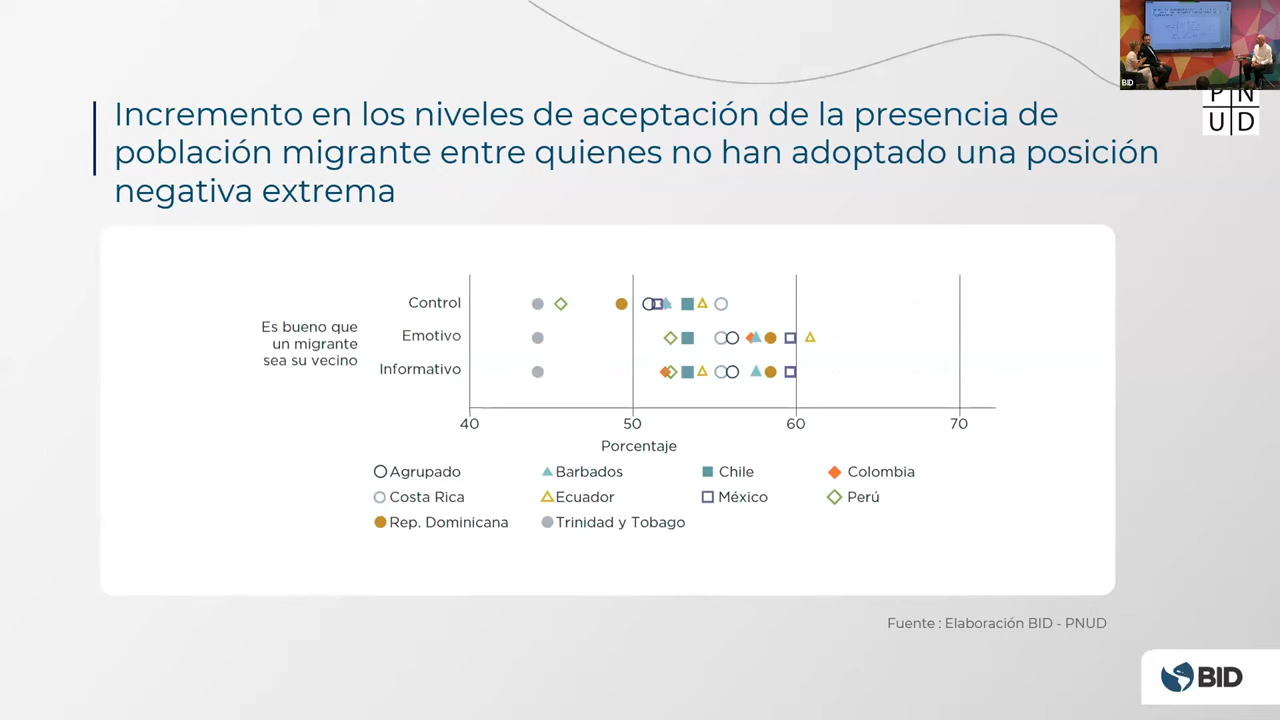 BID
P N
U D
Incremento en los niveles de aceptación de la presencia de
población migrante entre quienes no han adoptado una posición
negativa extrema
Es bueno que
un migrante
sea su vecino
Control
Emotivo
Informativo
40 50 60 70
Porcentaje
Agrupado Barbados Chile Colombia
Costa Rica Ecuador México Perú
Rep. Dominicana Trinidad y Tobago
Fuente : Elaboración BID - PNUD
BID